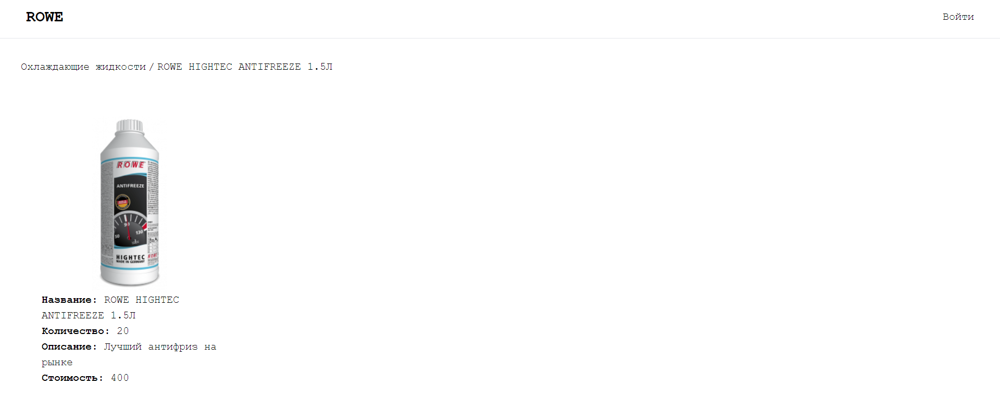 ROWE
Войти
Охлаждающие жидкости / ROWE HIGHTEC ANTIFREEZE 1.5Л
ROWE
ANTIFREEZE
90
50
130
HIGHTEC
MADE IN GERMANY
ROWE
Название: ROWE HIGHTEC
ANTIFREEZE 1.5Л
Количество: 20
Описание: Лучший антифриз на
рынке
Стоимость: 400